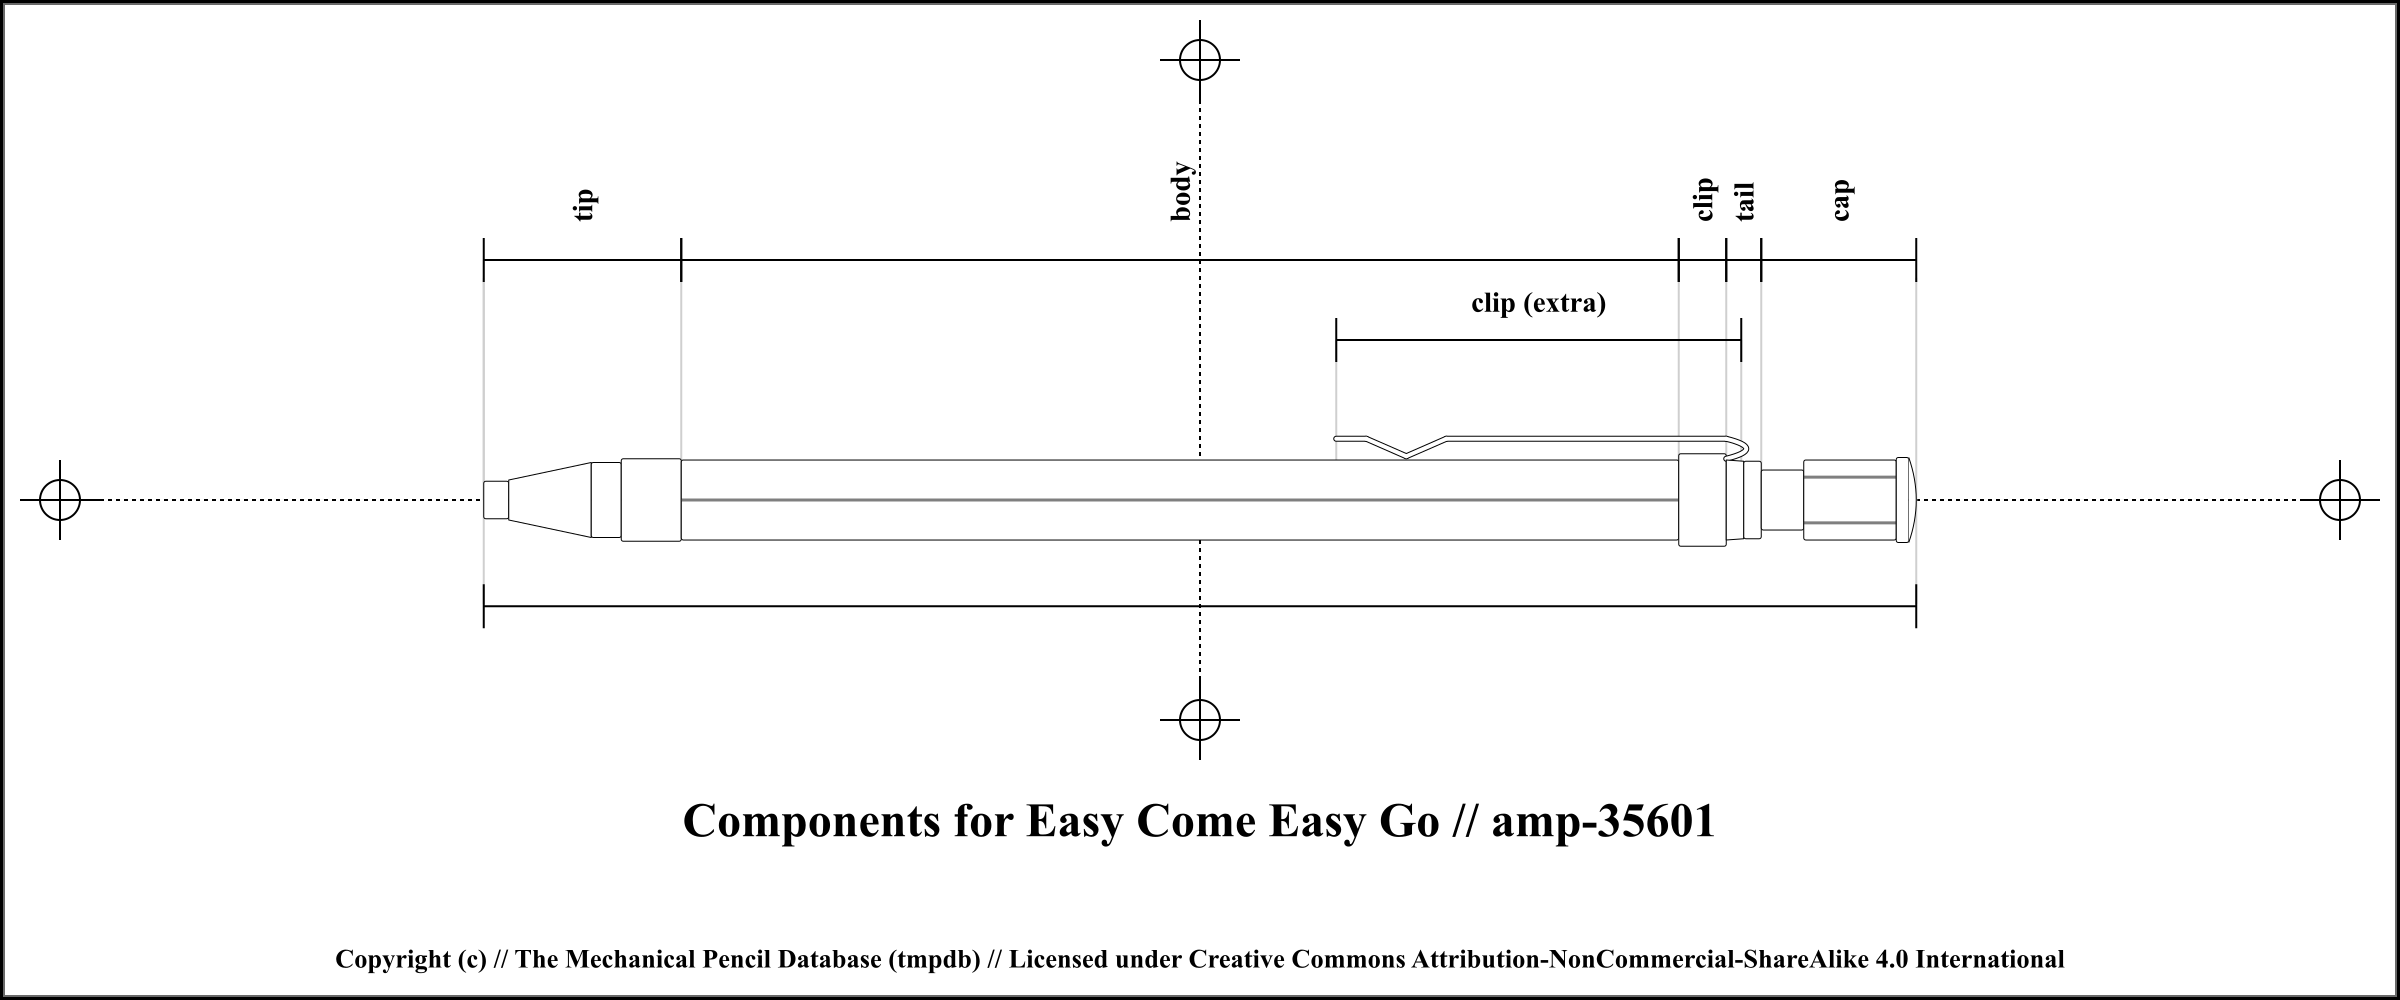 tip
body
clip
tail
cap
clip (extra)
Components for Easy Come Easy Go // amp-35601
Copyright (c) // The Mechanical Pencil Database (tmpdb) // Licensed under Creative Commons Attribution-NonCommercial-ShareAlike 4.0 International